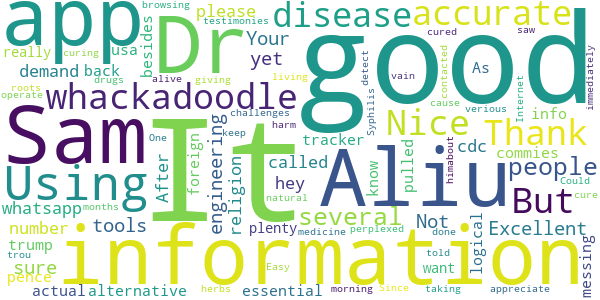 app
Dr
good
browsing
testimonies
curing
besides
please
disease
accurate
cured
saw
really
usa
Your
roots
demand
back
drugs
yet
alive
giving
living
As
vain
detect
immediately
operate
One
challenges
contacted
Internet
Syphilis
cause
verious
whackadoodle
Sam
It
Aliu
keep
harm
Nice
Thank
info
tracker
himabout
cdc
commies
After
foreign
engineering
religion
called
hey
know
pulled
Using
information
several
But
people
Could
cure
months
natural
whatsapp
tools
plenty
medicine
perplexed
Not
logical
Excellent
messing
number
trump
sure
want
done
told
pence
essential
morning
Since
taking
appreciate
actual
alternative
herbs
Easy
trou